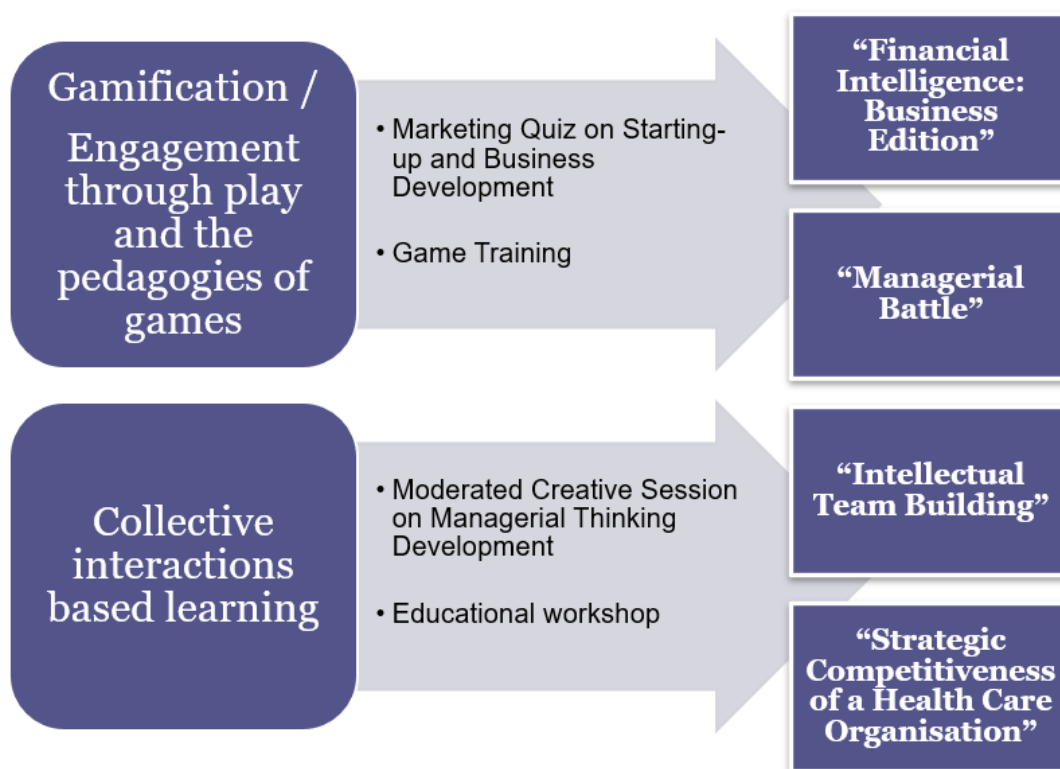 Gamification /
Engagement
through play
and the
pedagogies of
games
• Marketing Quiz on Starting-
up and Business
Development
• Game Training
“Financial
Intelligence:
Business
Edition”
“Managerial
Battle”
Collective
interactions
based learning
• Moderated Creative Session
on Managerial Thinking
Development
• Educational workshop
“Intellectual
Team Building”
“Strategic
Competitiveness
of a Health Care
Organisation”